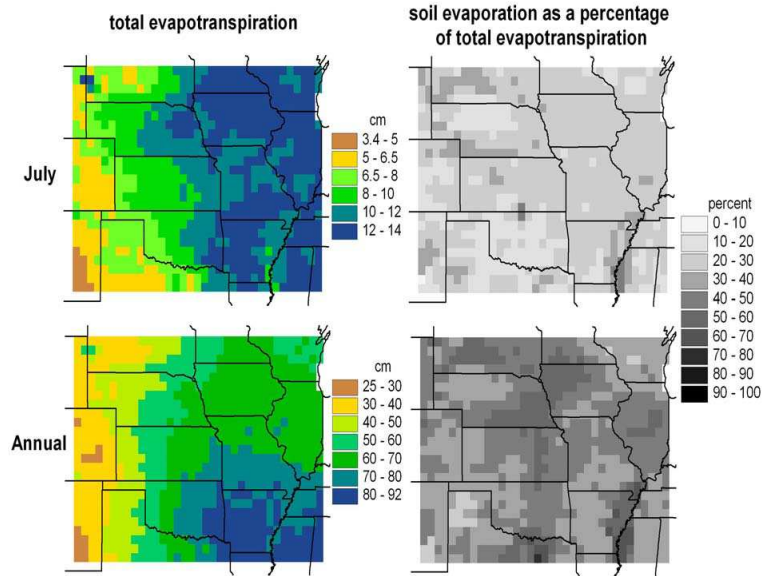 total evapotranspiration
soil evaporation as a percentage
of total evapotranspiration
July
cm
3.4 - 5
5 - 6.5
6.5 - 8
8 - 10
10 - 12
12 - 14
percent
0 - 10
10 - 20
20 - 30
30 - 40
40 - 50
50 - 60
60 - 70
70 - 80
80 - 90
90 - 100
Annual
cm
25 - 30
30 - 40
40 - 50
50 - 60
60 - 70
70 - 80
80 - 92